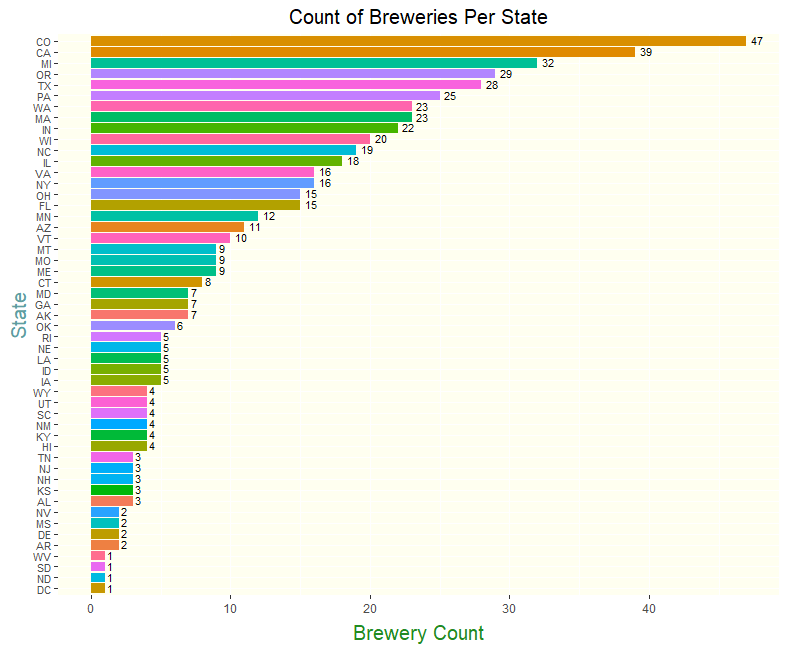 Count of Breweries Per State
CO 47
CA 39
MI 32
OR 29
TX 28
PA 25
WA 23
MA 23
IN 22
WI 20
NC 19
IL 18
VA 16
NY 16
OH 15
FL 15
MN 12
AZ 11
VT 10
MT 9
MO 9
ME 9
CT 8
MD 7
GA 7
AK 7
OK 6
RI 5
NE 5
LA 5
ID 5
IA 5
WY 4
UT 4
SC 4
NM 4
KY 4
HI 4
TN 3
NJ 3
NH 3
KS 3
AL 3
NV 2
MS 2
DE 2
AR 2
WV 1
SD 1
ND 1
DC 1
State
0 10 20 30 40
Brewery Count